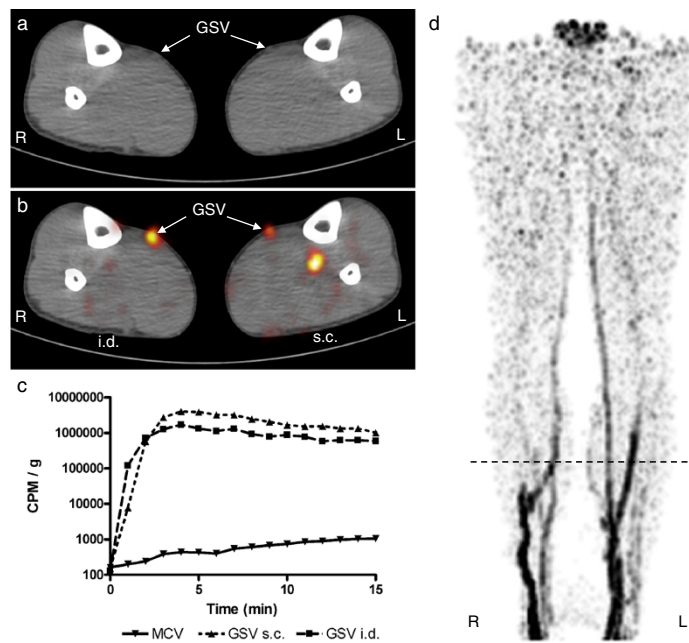 a
GSV
R
L
b
GSV
R
L
i.d.
s.c.
c
10000000
1000000
100000
10000
1000
100
CPM / g
0
5
10
15
Time (min)
MCV
GSV s.c.
GSV i.d.
d
R
L